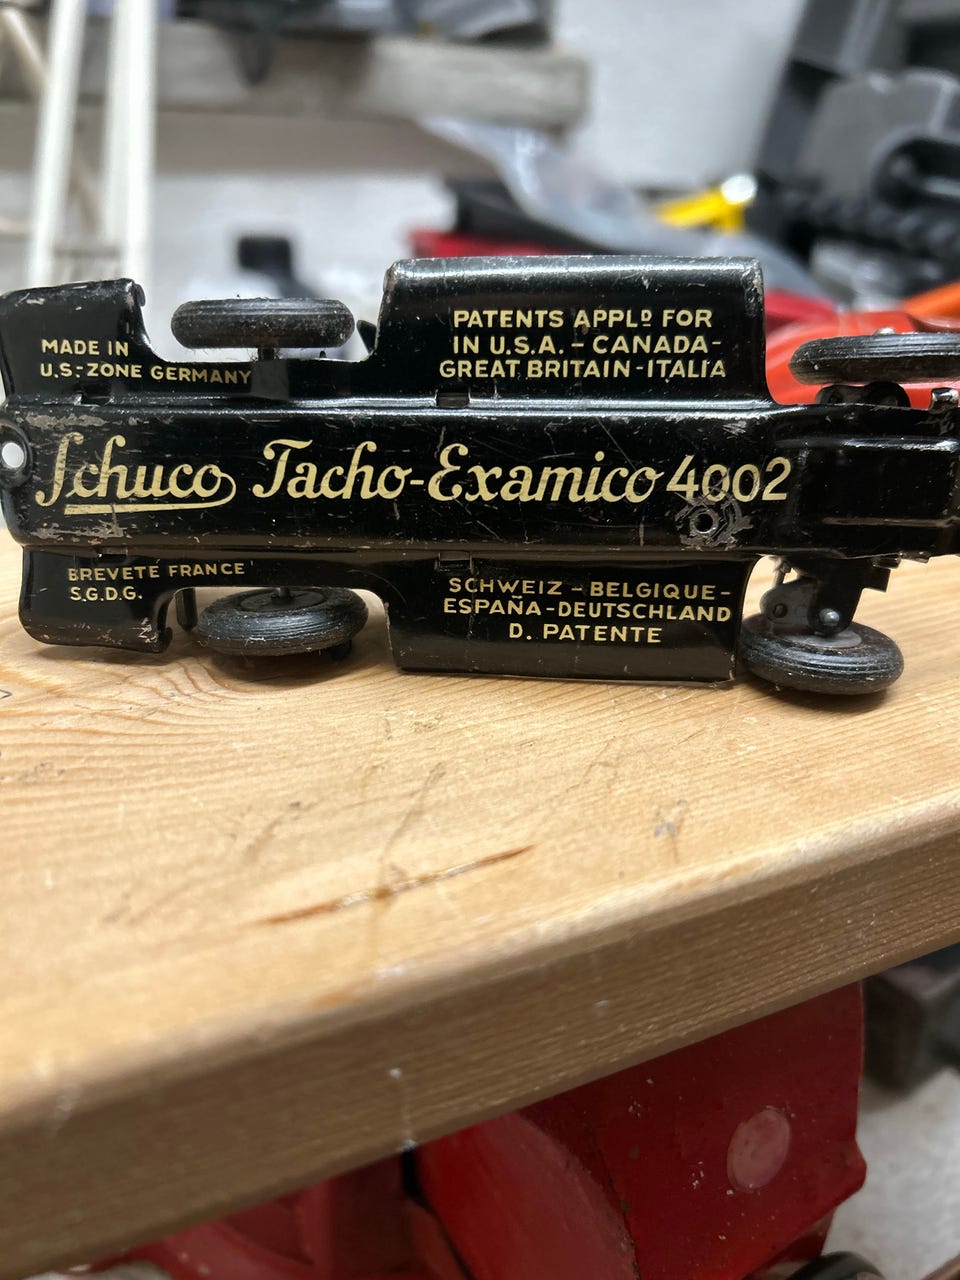 MADE IN
U.S.-ZONE GERMANY
PATENTS APPLD FOR
IN U.S.A. - CANADA-
GREAT BRITAIN-ITALIA
Schuco Tacho-Examico 4002
BREVETÉ FRANCE
S.G.D.G.
SCHWEIZ - BELGIQUE-
ESPAÑA-DEUTSCHLAND
D. PATENTE